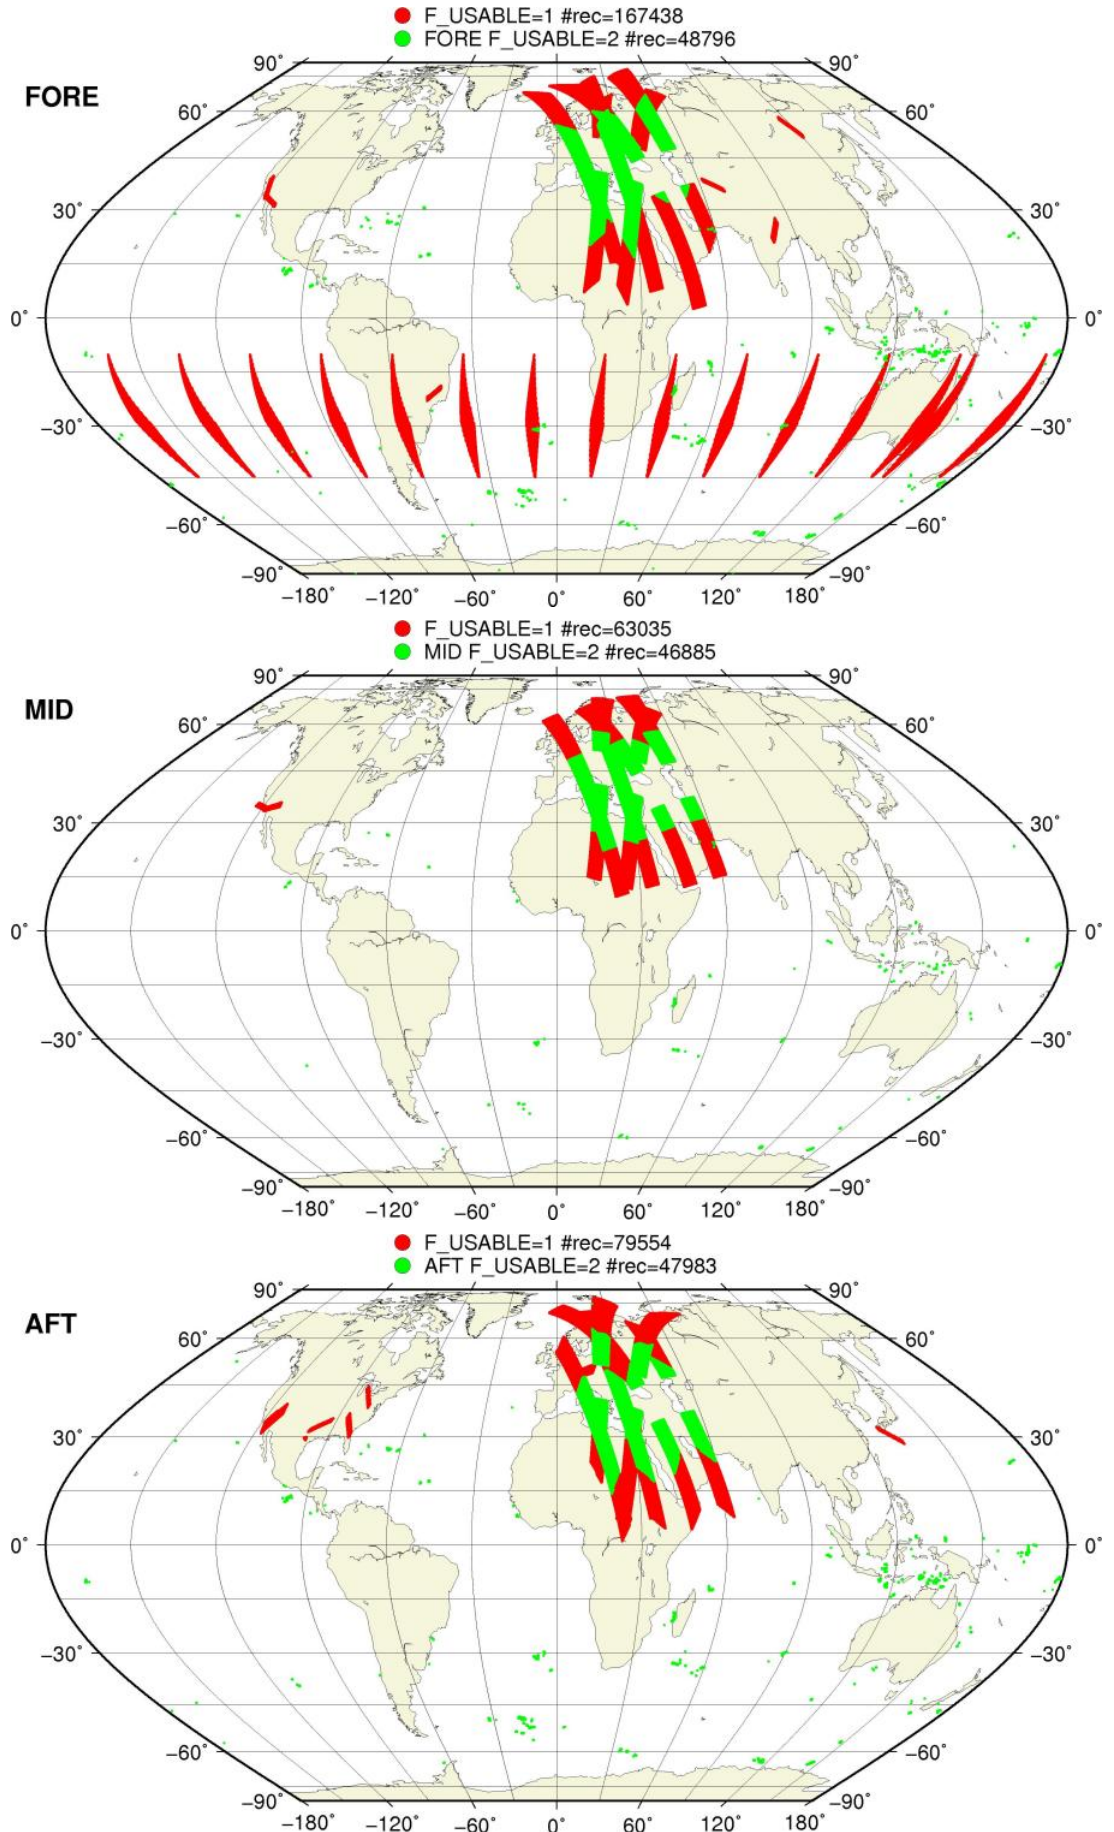 F_USABLE=1 #rec=167438
FORE F_USABLE=2 #rec=48796
FORE
90° 90°
60° 60°
30° 30°
0° 0°
−30° −30°
−60° −60°
−90° −90°
−180° −120° −60° 0° 60° 120° 180°
F_USABLE=1 #rec=63035
MID F_USABLE=2 #rec=46885
MID
90° 90°
60° 60°
30° 30°
0° 0°
−30° −30°
−60° −60°
−90° −90°
−180° −120° −60° 0° 60° 120° 180°
F_USABLE=1 #rec=79554
AFT F_USABLE=2 #rec=47983
AFT
90° 90°
60° 60°
30° 30°
0° 0°
−30° −30°
−60° −60°
−90° −90°
−180° −120° −60° 0° 60° 120° 180°